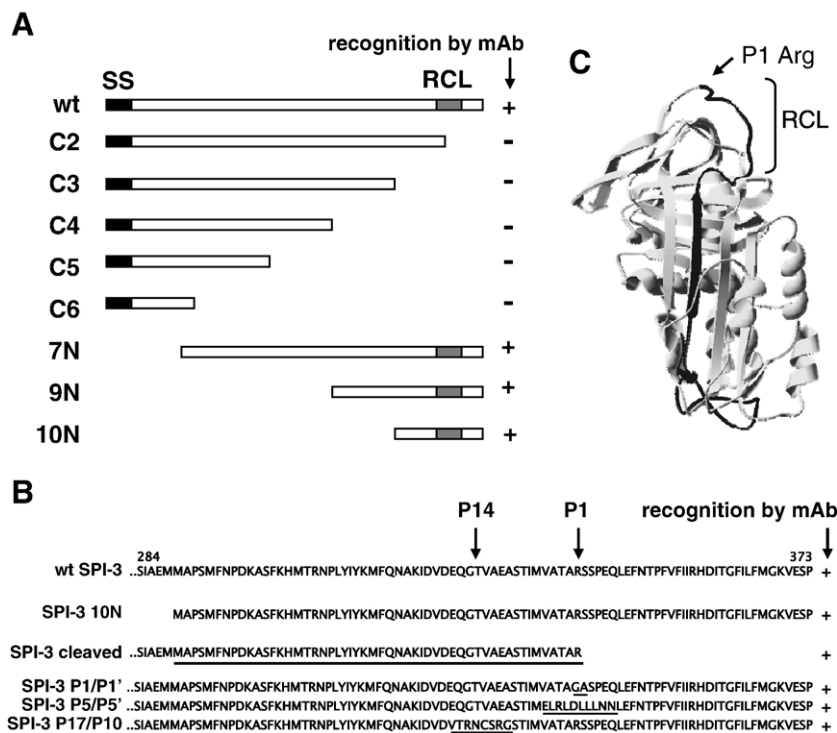 A
recognition by mAb
SS RCL
wt +
C2 -
C3 -
C4 -
C5 -
C6 -
7N +
9N +
10N +
C
P1 Arg
RCL
B
P14 P1 recognition by mAb
284 373
wt SPI-3 ..SIAEMMAPSMFNPDKASFKHMTRNPLYIYKMFQNAKIDVDEQGTVAEASTIMVATARSSPEQLEFNTPFVFIIRHDITGFILFMGKVESP +
SPI-3 10N MAPSMFNPDKASFKHMTRNPLYIYKMFQNAKIDVDEQGTVAEASTIMVATARSSPEQLEFNTPFVFIIRHDITGFILFMGKVESP +
SPI-3 cleaved ..SIAEMMAPSMFNPDKASFKHMTRNPLYIYKMFQNAKIDVDEQGTVAEASTIMVATAR +
SPI-3 P1/P1' ..SIAEMMAPSMFNPDKASFKHMTRNPLYIYKMFQNAKIDVDEQGTVAEASTIMVATAGASPEQLEFNTPFVFIIRHDITGFILFMGKVESP +
SPI-3 P5/P5' ..SIAEMMAPSMFNPDKASFKHMTRNPLYIYKMFQNAKIDVDEQGTVAEASTIMELRLDLLLNNLEFNTPFVFIIRHDITGFILFMGKVESP +
SPI-3 P17/P10 ..SIAEMMAPSMFNPDKASFKHMTRNPLYIYKMFQNAKIDVDVTRNCSRGSTIMVATARSSPEQLEFNTPFVFIIRHDITGFILFMGKVESP +